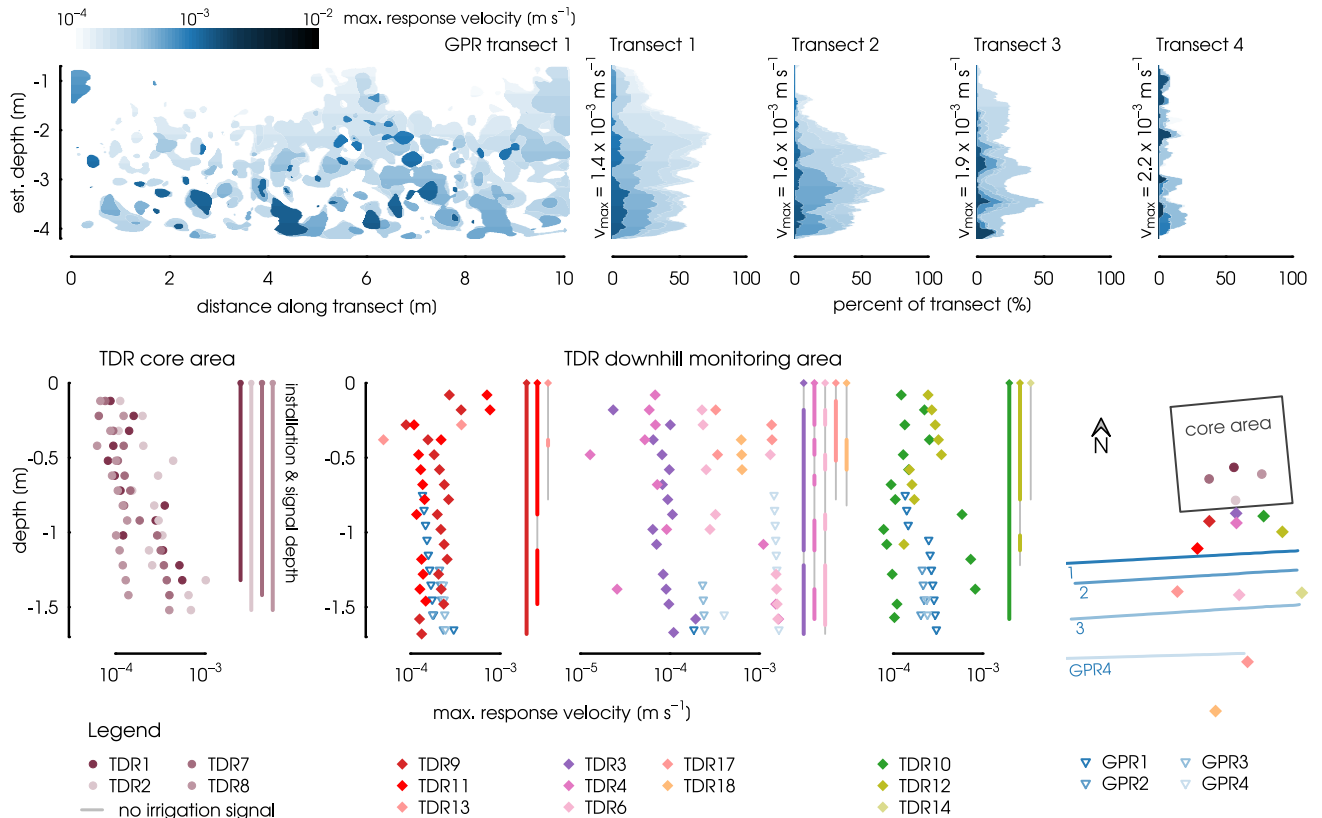 10⁻⁴ 10⁻³ max. response velocity (m s⁻¹) 10⁻²
GPR transect 1 Transect 1 Transect 2 Transect 3 Transect 4
est. depth (m)
-1
-2
-3
-4
v_max = 1.4 x 10⁻³ m s⁻¹
v_max = 1.6 x 10⁻³ m s⁻¹
v_max = 1.9 x 10⁻³ m s⁻¹
v_max = 2.2 x 10⁻³ m s⁻¹
0 2 4 6 8 10 0 50 100 0 50 100 0 50 100 0 50 100
distance along transect (m) percent of transect (%)
TDR core area TDR downhill monitoring area
depth (m)
0 0
-0.5 -0.5
-1 -1
-1.5 -1.5
installation & signal depth
N
core area
1
2
3
GPR4
10⁻⁴ 10⁻³ 10⁻⁴ 10⁻⁵ 10⁻⁴ 10⁻³ 10⁻⁴ 10⁻³
max. response velocity (m s⁻¹)
Legend
TDR1 TDR7 TDR9 TDR3 TDR17 TDR10 GPR1 GPR3
TDR2 TDR8 TDR11 TDR4 TDR18 TDR12 GPR2 GPR4
no irrigation signal TDR13 TDR6 TDR14